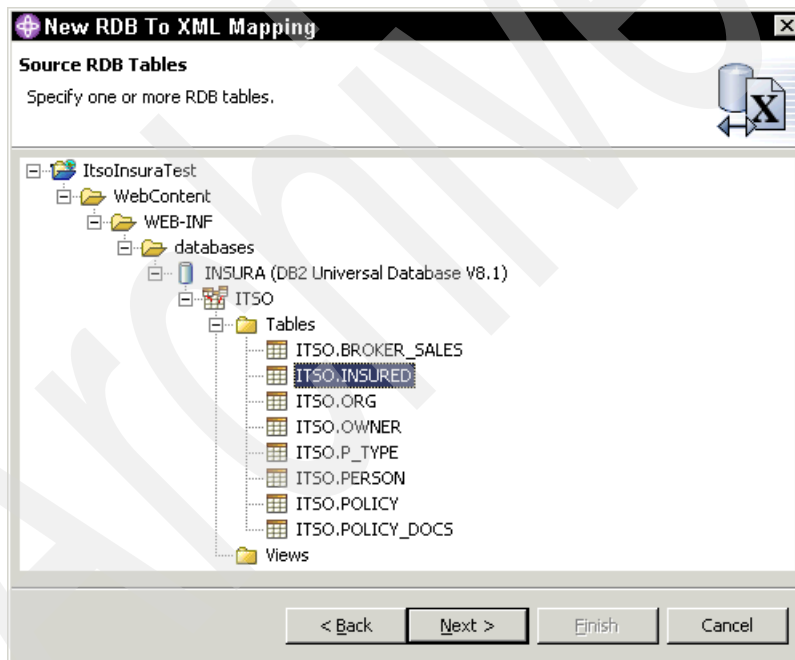 New RDB To XML Mapping
Source RDB Tables
Specify one or more RDB tables.
X
ItsoInsuraTest
WebContent
WEB-INF
databases
INSURA (DB2 Universal Database V8.1)
ITSO
Tables
ITSO.BROKER_SALES
ITSO.INSURED
ITSO.ORG
ITSO.OWNER
ITSO.P_TYPE
ITSO.PERSON
ITSO.POLICY
ITSO.POLICY_DOCS
Views
< Back Next > Finish Cancel